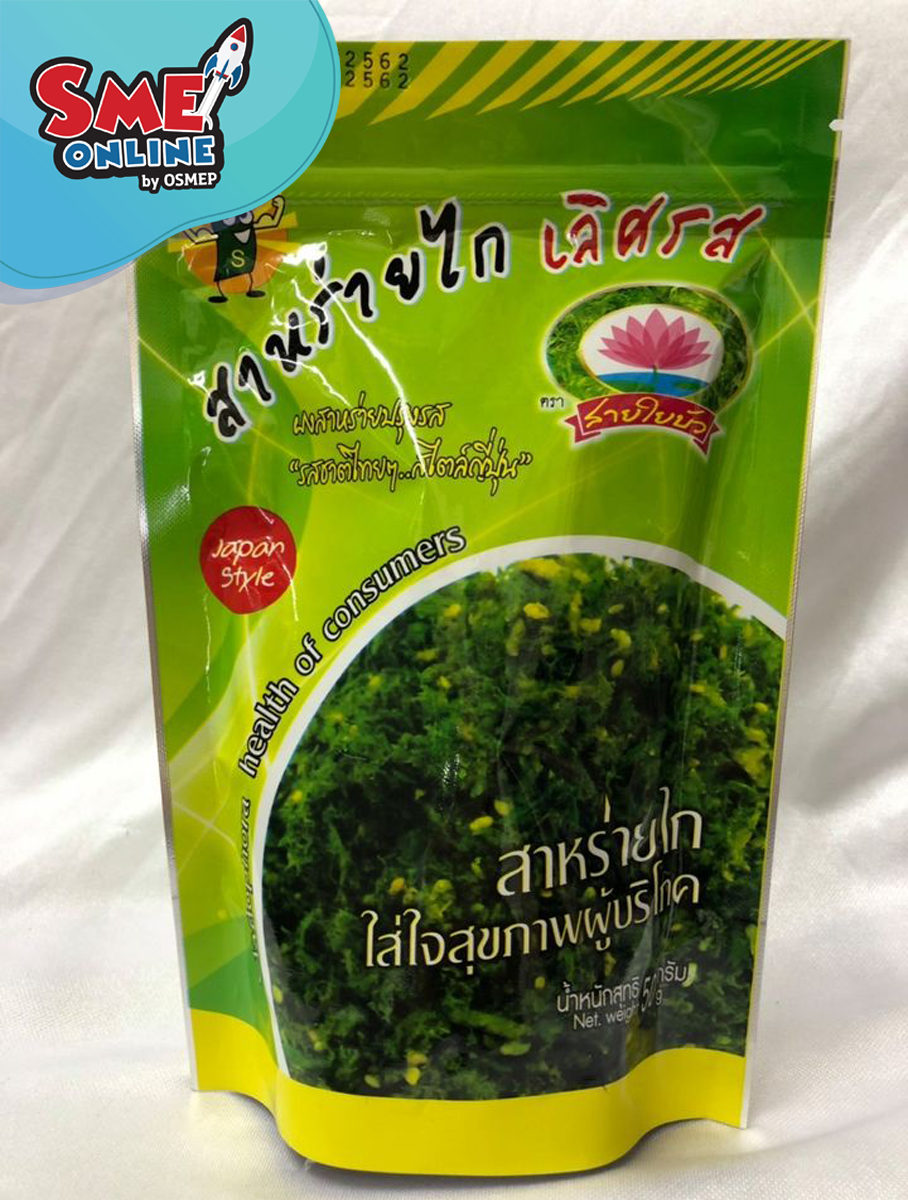 SME
ONLINE
by OSMEP
2562
2562
S
สาหร่ายไก เลิศรส
ผงสาหร่ายปรุงรส
"รสชาติไทยๆ..สไตล์ญี่ปุ่น"
ตรา
สายใยบัว
Japan
Style
health of consumers
สาหร่ายไก
ใส่ใจสุขภาพผู้บริโภค
น้ำหนักสุทธิ กรัม
Net. weight g